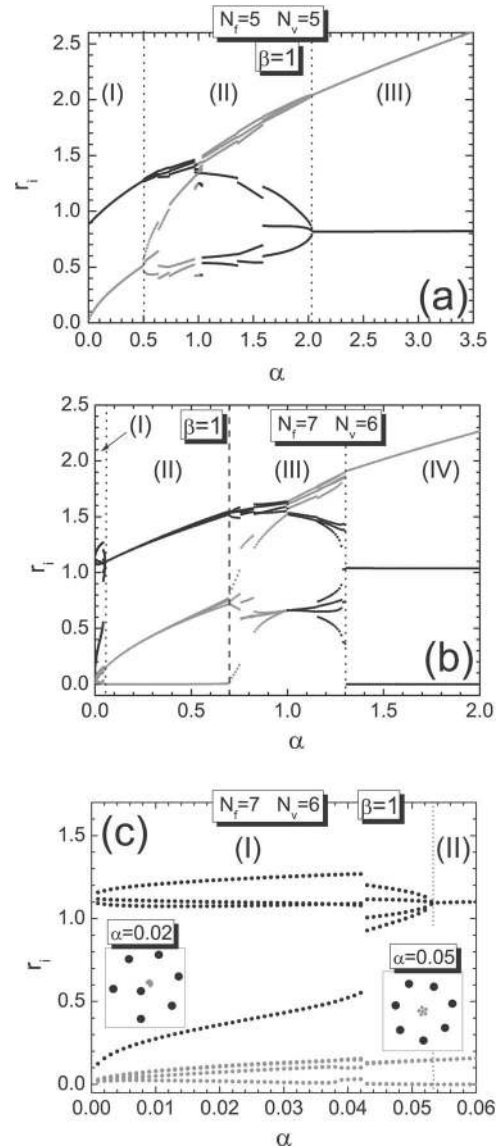 N_f=5 N_v=5
β=1
(I) (II) (III)
2.5
2.0
1.5
1.0
0.5
0.0
r_i
(a)
0.0 0.5 1.0 1.5 2.0 2.5 3.0 3.5
α
(I) β=1 N_f=7 N_v=6
(II) (III) (IV)
2.5
2.0
1.5
1.0
0.5
0.0
r_i
(b)
0.0 0.4 0.8 1.2 1.6 2.0
α
N_f=7 N_v=6 β=1
(c) (I) (II)
1.5
1.0
0.5
0.0
r_i
α=0.02 α=0.05
0.00 0.01 0.02 0.03 0.04 0.05 0.06
α